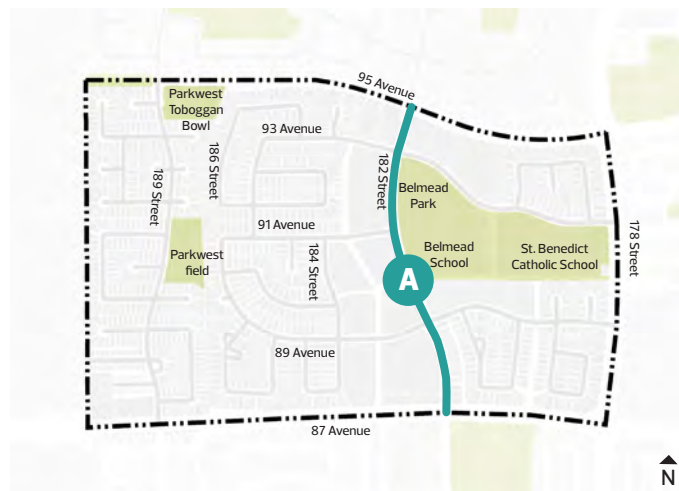 95 Avenue
Parkwest
Toboggan
Bowl
93 Avenue
186 Street
182 Street
189 Street
Belmead
Park
91 Avenue
178 Street
Parkwest
field
184 Street
Belmead
School
St. Benedict
Catholic School
A
89 Avenue
87 Avenue
N